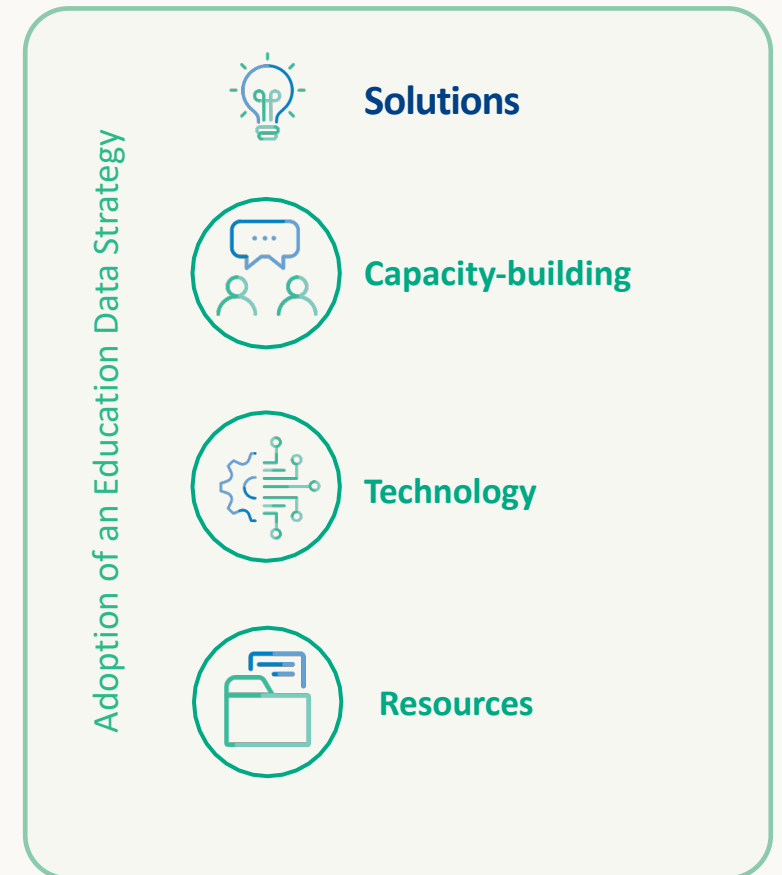 Adoption of an Education Data Strategy
Solutions
Capacity-building
Technology
Resources